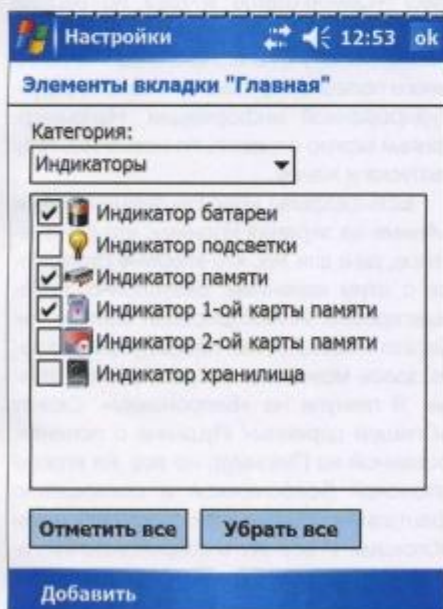 Настройки 12:53 ok
Элементы вкладки "Главная"
Категория:
Индикаторы
Индикатор батареи
Индикатор подсветки
Индикатор памяти
Индикатор 1-ой карты памяти
Индикатор 2-ой карты памяти
Индикатор хранилища
Отметить все Убрать все
Добавить